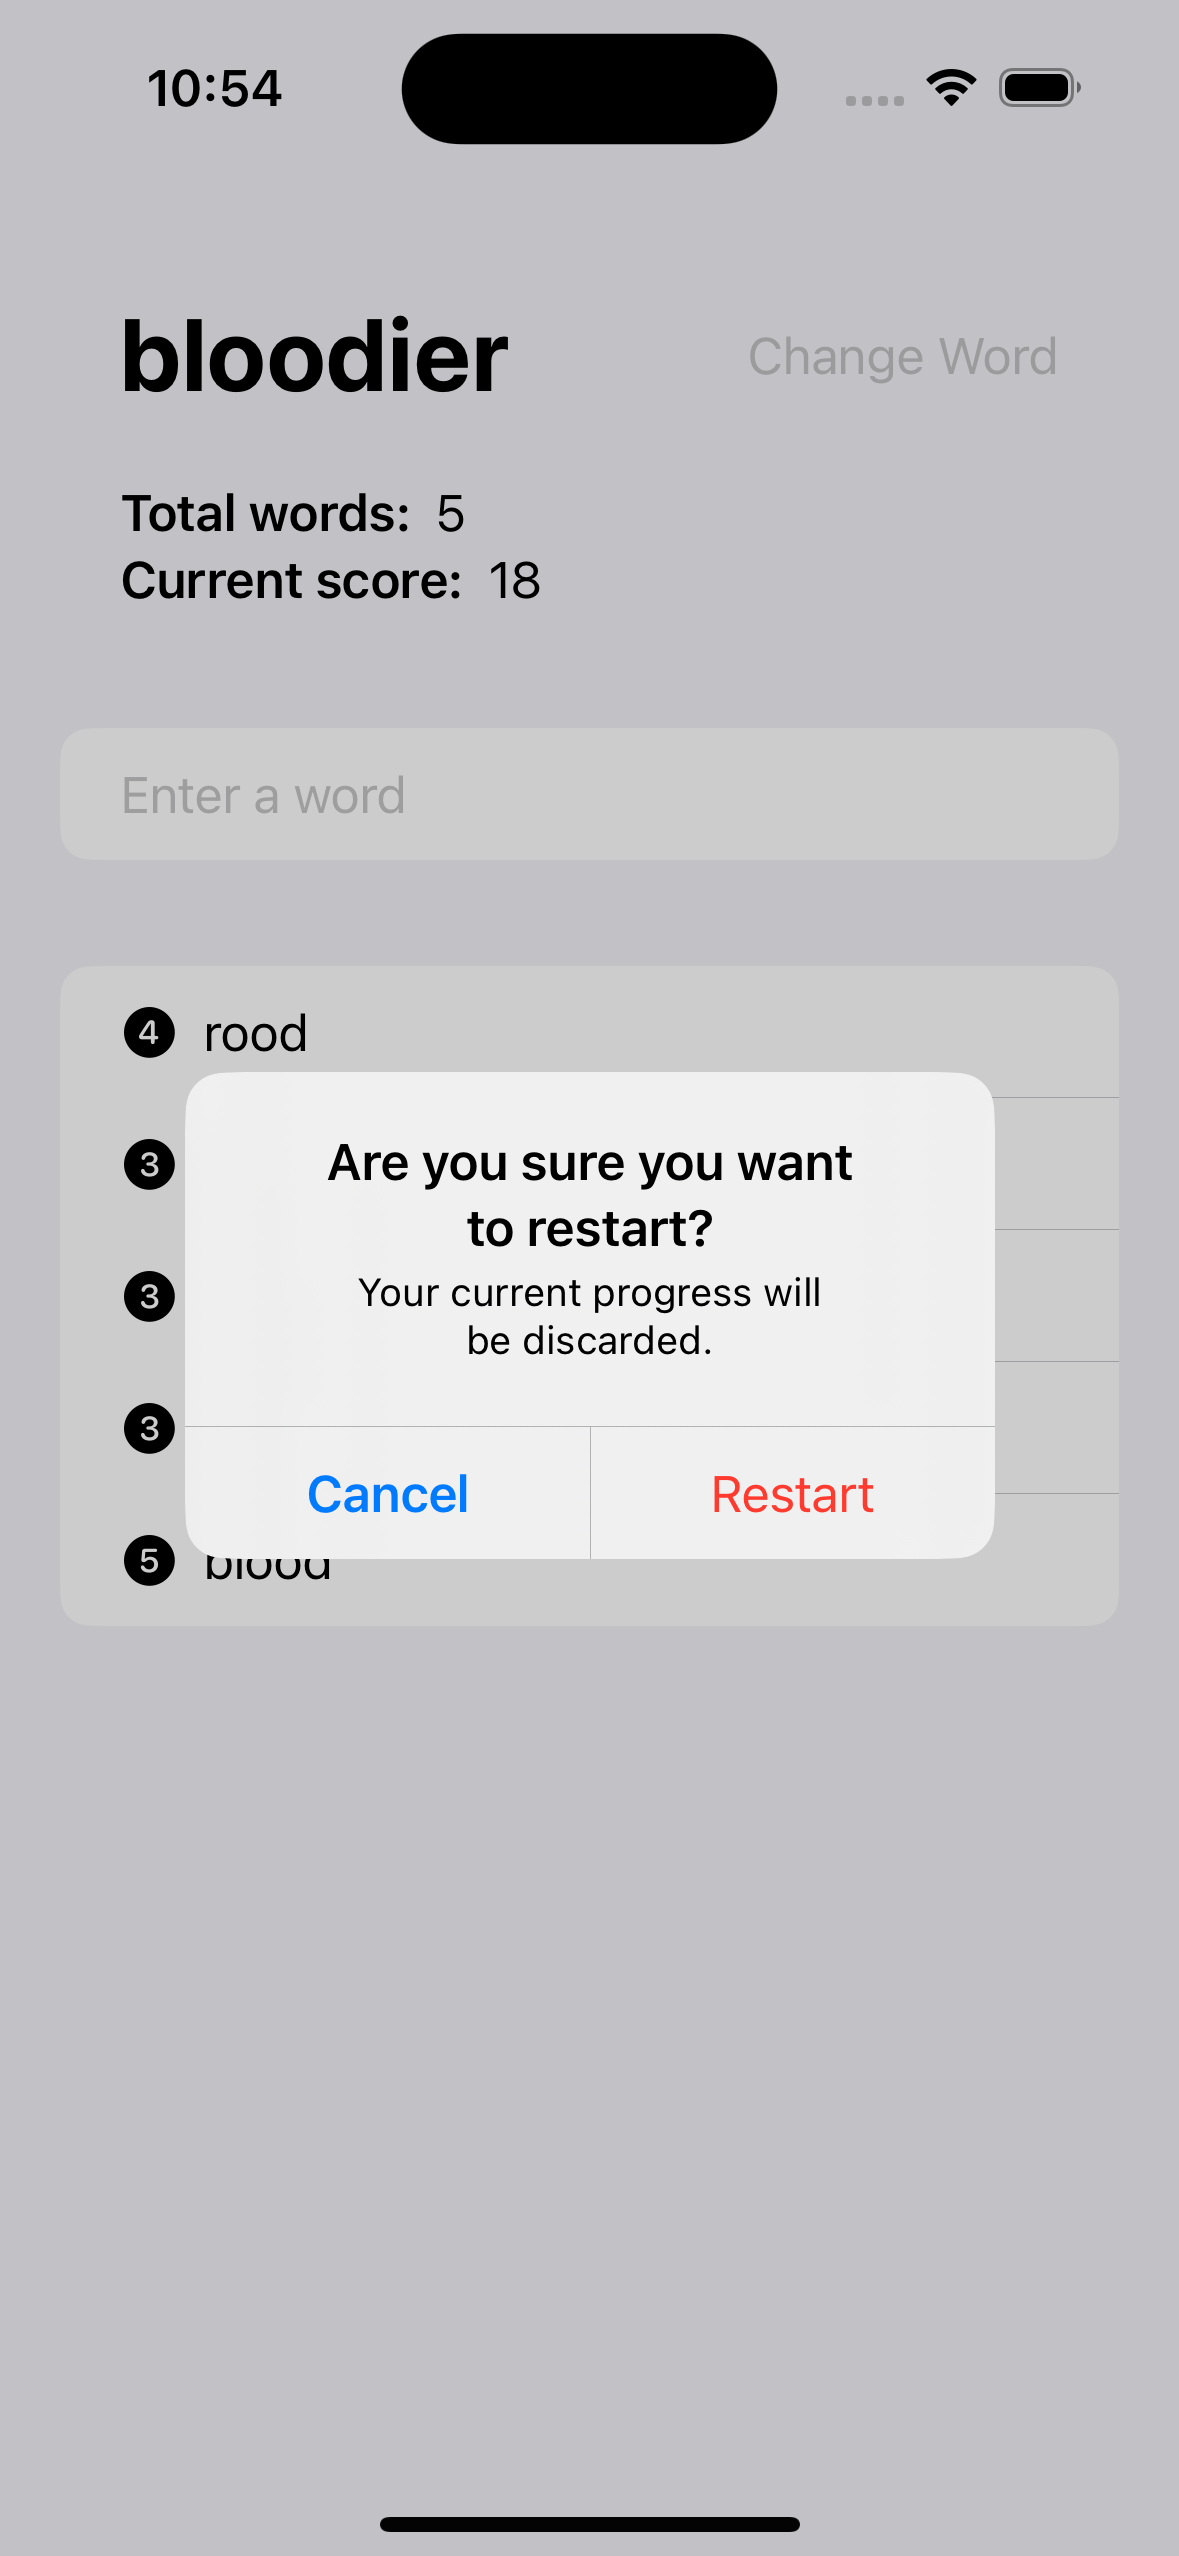 10:54
bloodier
Change Word
Total words: 5
Current score: 18
Enter a word
4 rood
3
Are you sure you want
to restart?
3
Your current progress will
be discarded.
3
Cancel
Restart
5 blood